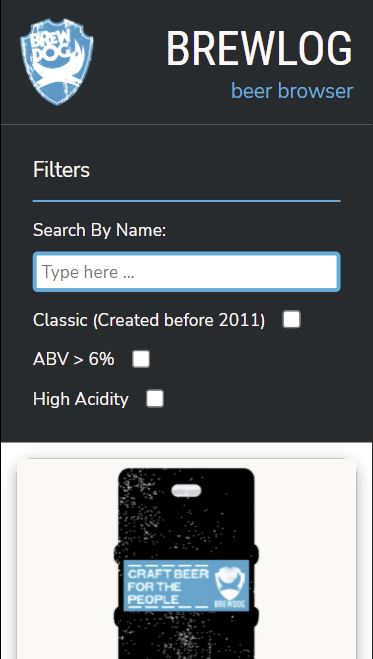 BREW
DOG
BREWLOG
beer browser
Filters
Search By Name:
Type here ...
Classic (Created before 2011)
ABV > 6%
High Acidity
CRAFT BEER
FOR THE
PEOPLE
BREWDOG